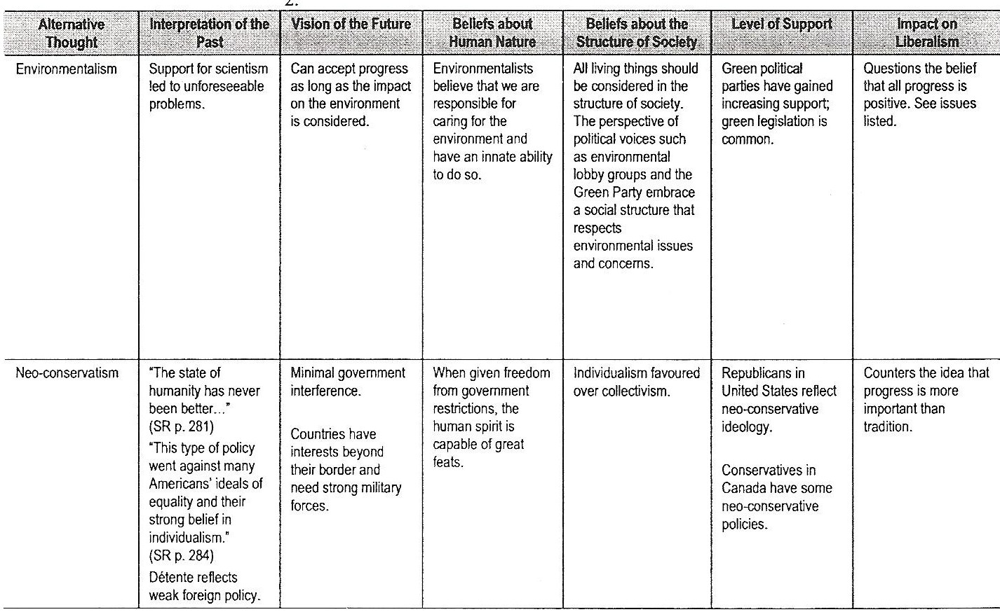 2.
Alternative
Thought
Interpretation of the
Past
Vision of the Future
Beliefs about
Human Nature
Beliefs about the
Structure of Society
Level of Support
Impact on
Liberalism
Environmentalism
Support for scientism
led to unforeseeable
problems.
Can accept progress
as long as the impact
on the environment
is considered.
Environmentalists
believe that we are
responsible for
caring for the
environment and
have an innate ability
to do so.
All living things should
be considered in the
structure of society.
The perspective of
political voices such
as environmental
lobby groups and the
Green Party embrace
a social structure that
respects
environmental issues
and concerns.
Green political
parties have gained
increasing support;
green legislation is
common.
Questions the belief
that all progress is
positive. See issues
listed.
Neo-conservatism
"The state of
humanity has never
been better..."
(SR p. 281)
"This type of policy
went against many
Americans' ideals of
equality and their
strong belief in
individualism."
(SR p. 284)
Détente reflects
weak foreign policy.
Minimal government
interference.
Countries have
interests beyond
their border and
need strong military
forces.
When given freedom
from government
restrictions, the
human spirit is
capable of great
feats.
Individualism favoured
over collectivism.
Republicans in
United States reflect
neo-conservative
ideology.
Conservatives in
Canada have some
neo-conservative
policies.
Counters the idea that
progress is more
important than
tradition.